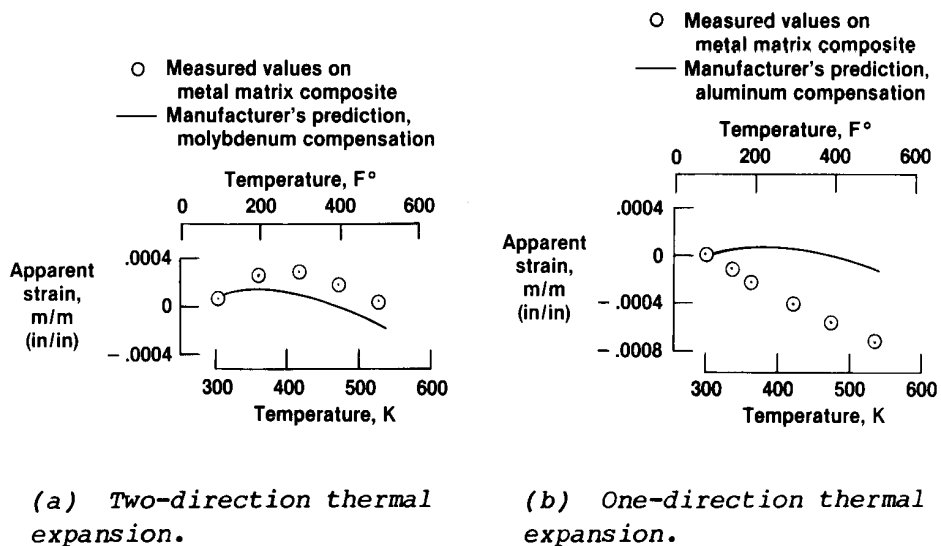 Measured values on
metal matrix composite
Manufacturer's prediction,
molybdenum compensation
Temperature, F°
0 200 400 600
Apparent
strain,
m/m
(in/in)
.0004
0
– .0004
300 400 500 600
Temperature, K
(a) Two-direction thermal
expansion.
Measured values on
metal matrix composite
Manufacturer's prediction,
aluminum compensation
Temperature, F°
0 200 400 600
Apparent
strain,
m/m
(in/in)
.0004
0
– .0004
– .0008
300 400 500 600
Temperature, K
(b) One-direction thermal
expansion.